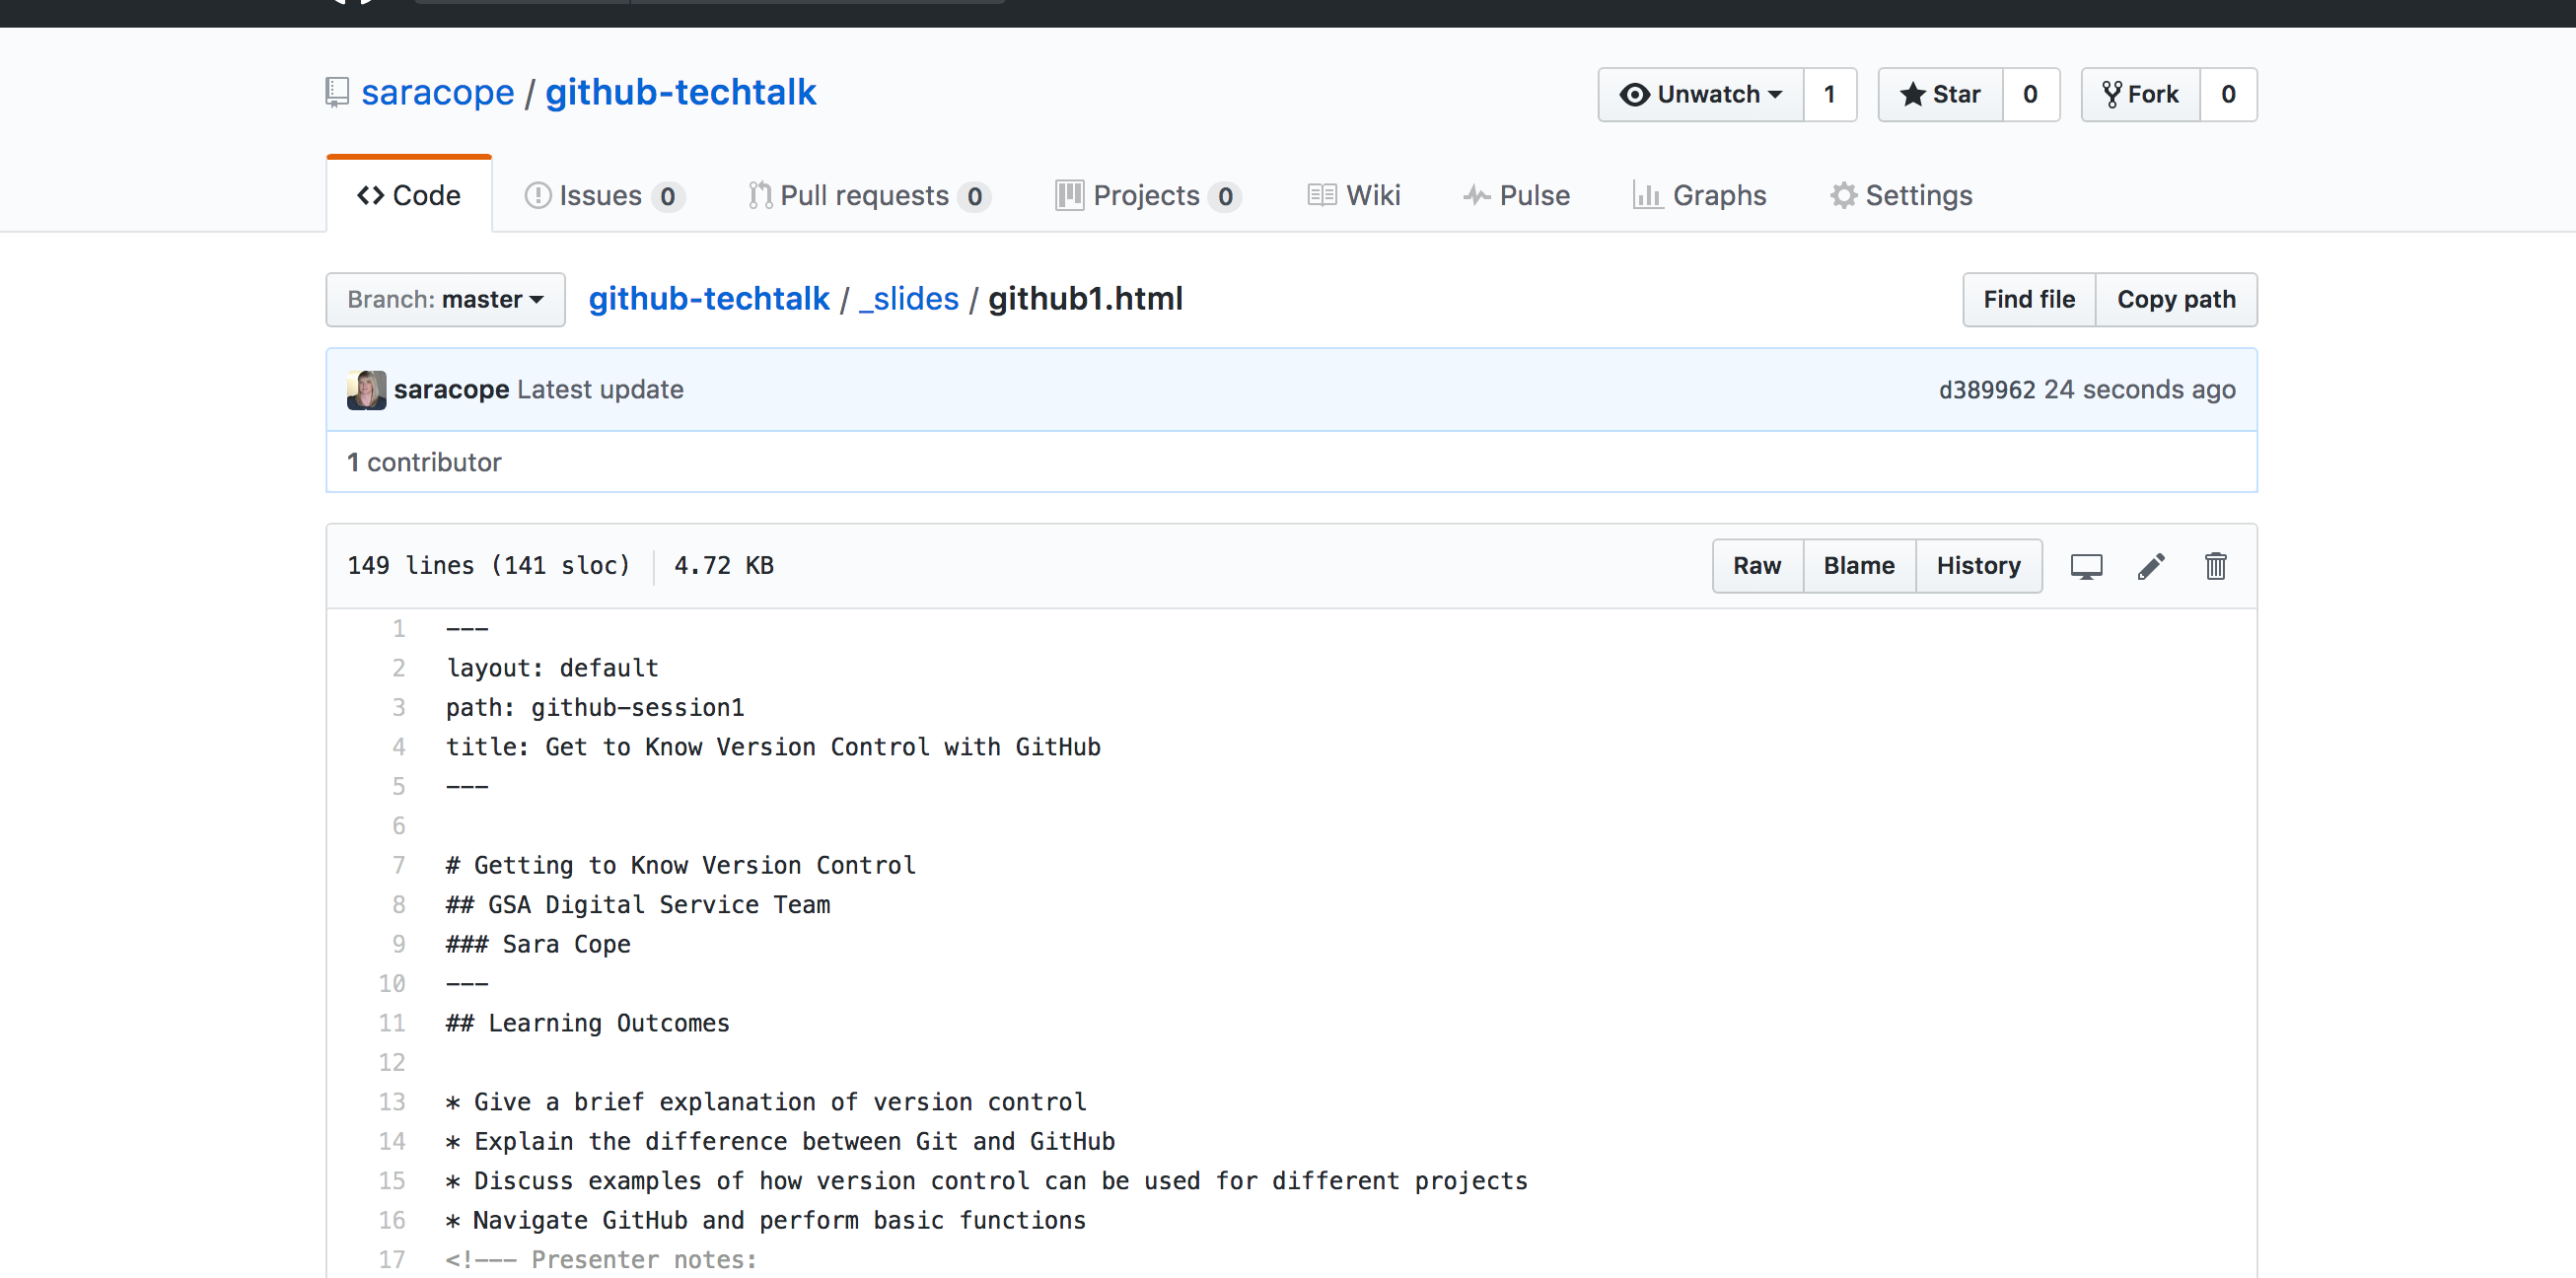 saracope / github-techtalk
Unwatch 1 Star 0 Fork 0
Code Issues 0 Pull requests 0 Projects 0 Wiki Pulse Graphs Settings
Branch: master github-techtalk / _slides / github1.html Find file Copy path
saracope Latest update d389962 24 seconds ago
1 contributor
149 lines (141 sloc) 4.72 KB Raw Blame History
1 ---
2 layout: default
3 path: github-session1
4 title: Get to Know Version Control with GitHub
5 ---
6
7 # Getting to Know Version Control
8 ## GSA Digital Service Team
9 ### Sara Cope
10 ---
11 ## Learning Outcomes
12
13 * Give a brief explanation of version control
14 * Explain the difference between Git and GitHub
15 * Discuss examples of how version control can be used for different projects
16 * Navigate GitHub and perform basic functions
17 <!--- Presenter notes: